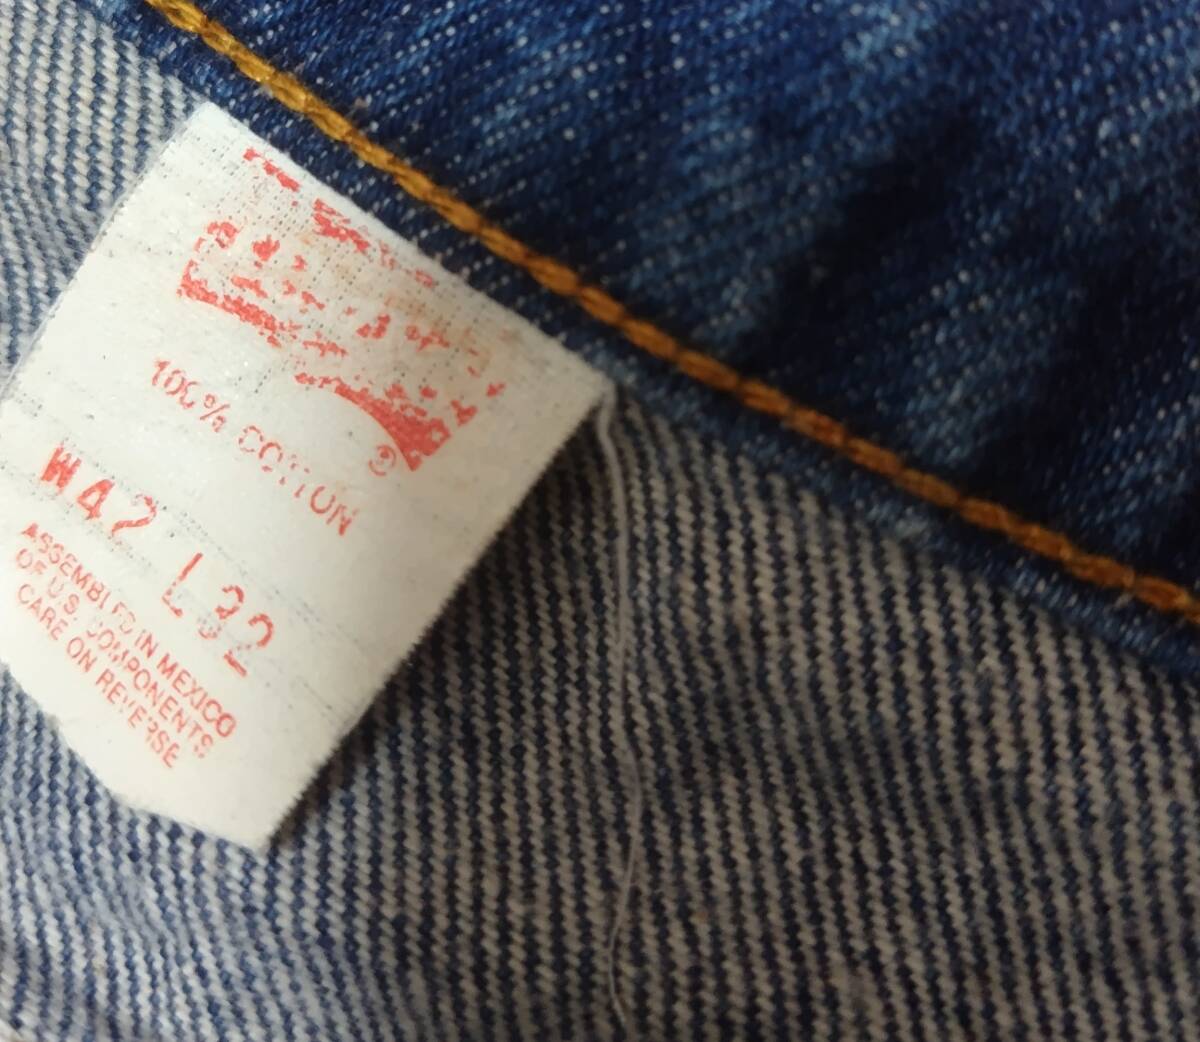 ®
100% COTTON
W42 L32
ASSEMBLED IN MEXICO
OF U.S. COMPONENTS
CARE ON REVERSE